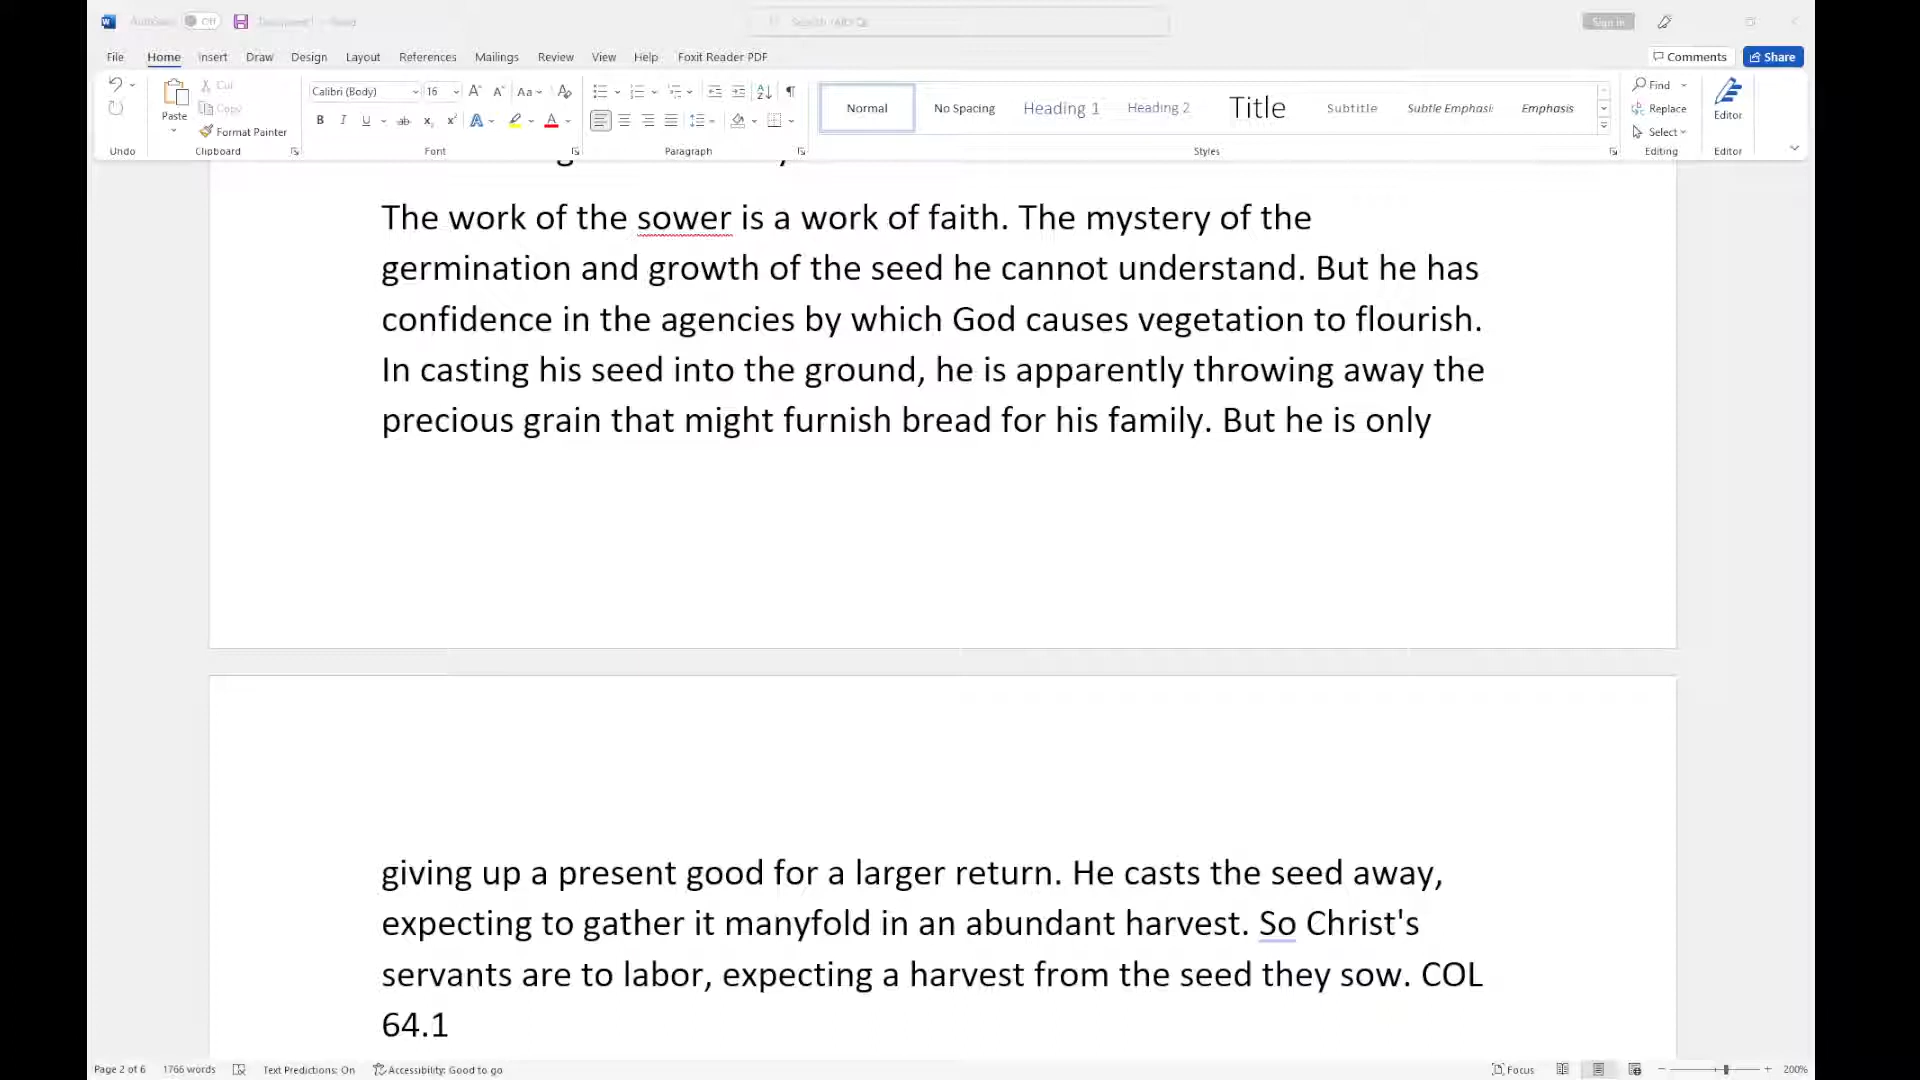 Off
Sign in
File Home Insert Draw Design Layout References Mailings Review View Help Foxit Reader PDF
Comments Share
Paste Cut Copy Format Painter
Calibri (Body) 16
Normal No Spacing Heading 1 Heading 2 Title Subtitle Subtle Emphasi Emphasis
Find Replace Select
Editor
Undo Clipboard Font Paragraph Styles Editing Editor
The work of the sower is a work of faith. The mystery of the
germination and growth of the seed he cannot understand. But he has
confidence in the agencies by which God causes vegetation to flourish.
In casting his seed into the ground, he is apparently throwing away the
precious grain that might furnish bread for his family. But he is only
giving up a present good for a larger return. He casts the seed away,
expecting to gather it manyfold in an abundant harvest. So Christ's
servants are to labor, expecting a harvest from the seed they sow. COL
64.1
Page 2 of 6 1766 words Text Predictions: On Accessibility: Good to go Focus 200%